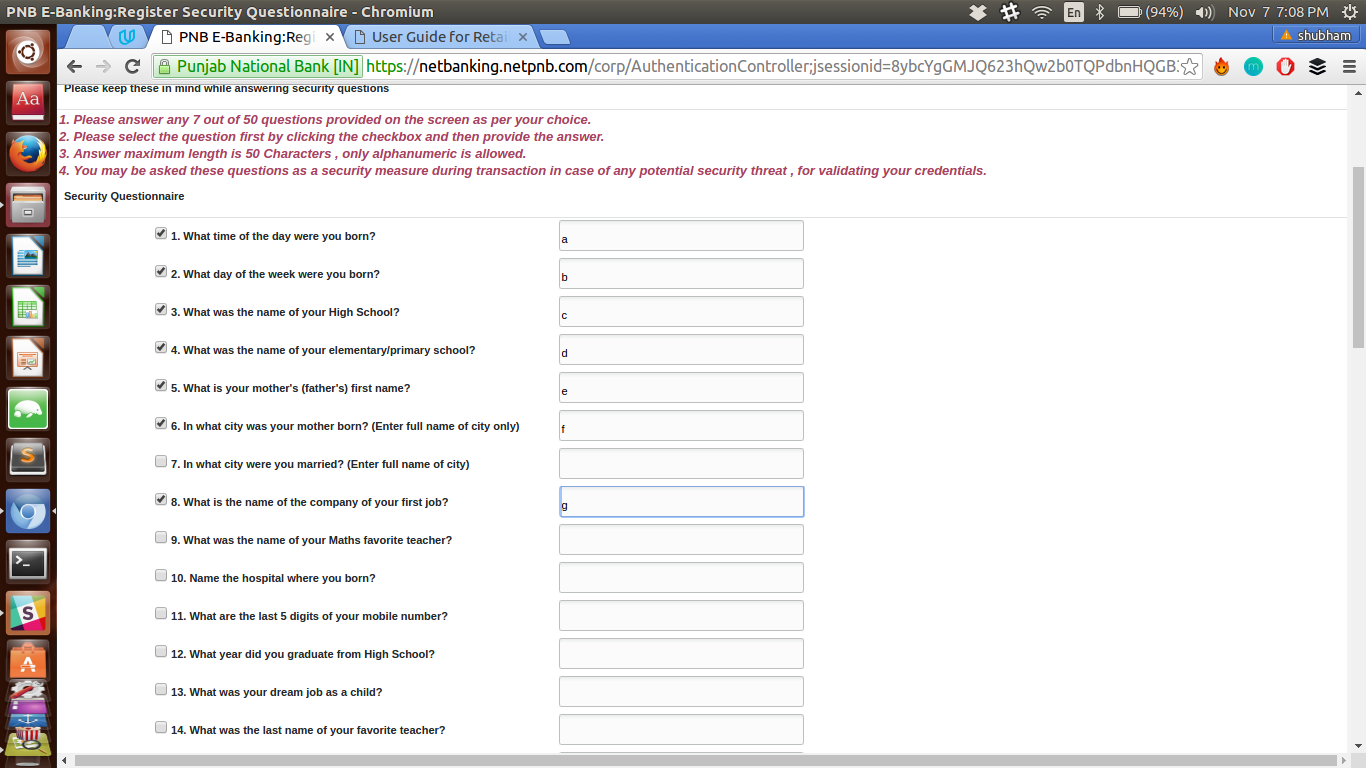 PNB E-Banking:Register Security Questionnaire - Chromium
En
(94%)
Nov 7 7:08 PM
PNB E-Banking:Regi
User Guide for Retai
shubham
Punjab National Bank [IN]
https://netbanking.netpnb.com/corp/AuthenticationController;jsessionid=8ybcYgGMJQ623hQw2b0TQPdbnHQGB
Please keep these in mind while answering security questions
1. Please answer any 7 out of 50 questions provided on the screen as per your choice.
2. Please select the question first by clicking the checkbox and then provide the answer.
3. Answer maximum length is 50 Characters , only alphanumeric is allowed.
4. You may be asked these questions as a security measure during transaction in case of any potential security threat , for validating your credentials.
Security Questionnaire
1. What time of the day were you born?
a
2. What day of the week were you born?
b
3. What was the name of your High School?
c
4. What was the name of your elementary/primary school?
d
5. What is your mother's (father's) first name?
e
6. In what city was your mother born? (Enter full name of city only)
f
7. In what city were you married? (Enter full name of city)
8. What is the name of the company of your first job?
g
9. What was the name of your Maths favorite teacher?
10. Name the hospital where you born?
11. What are the last 5 digits of your mobile number?
12. What year did you graduate from High School?
13. What was your dream job as a child?
14. What was the last name of your favorite teacher?
Aa
S
>_
S
A
m